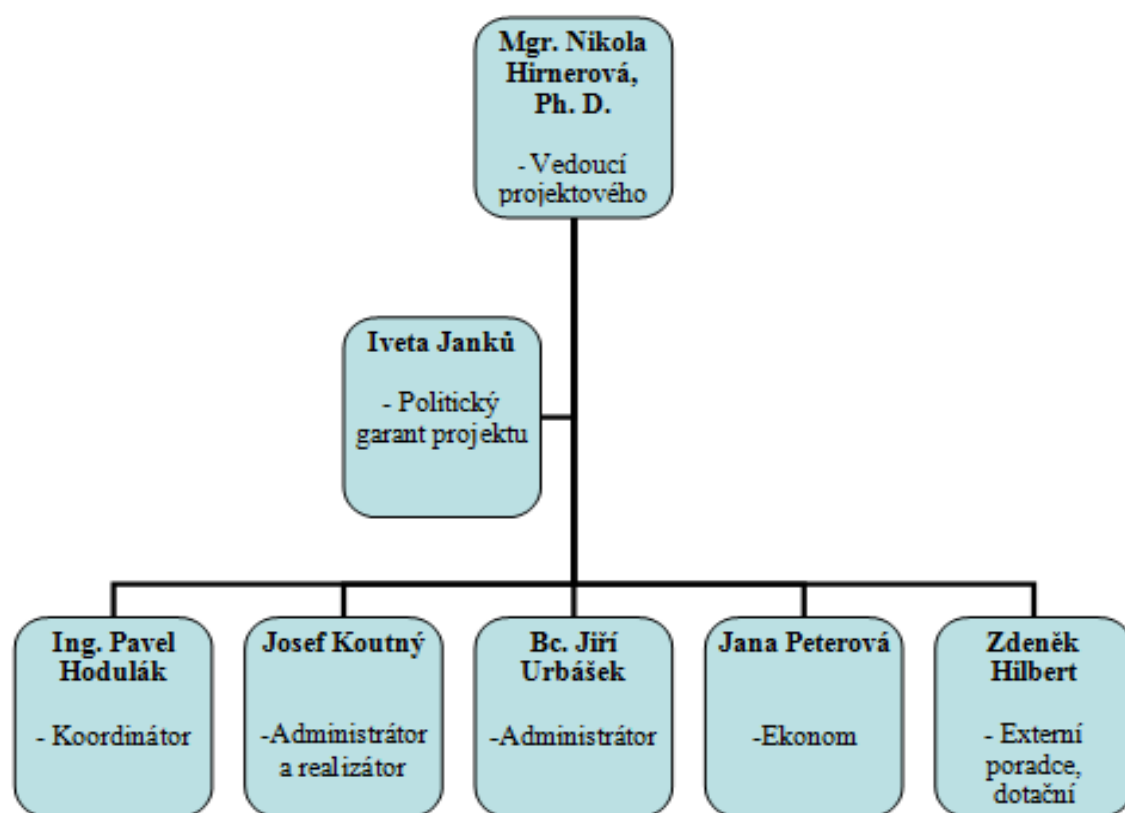 Mgr. Nikola
Hirnerová,
Ph. D.
- Vedoucí
projektového
Iveta Janků
- Politický
garant projektu
Ing. Pavel
Hodulák
- Koordinátor
Josef Koutný
-Administrátor
a realizátor
Bc. Jiří
Urbášek
-Administrátor
Jana Peterová
-Ekonom
Zdeněk
Hilbert
- Externí
poradce,
dotační